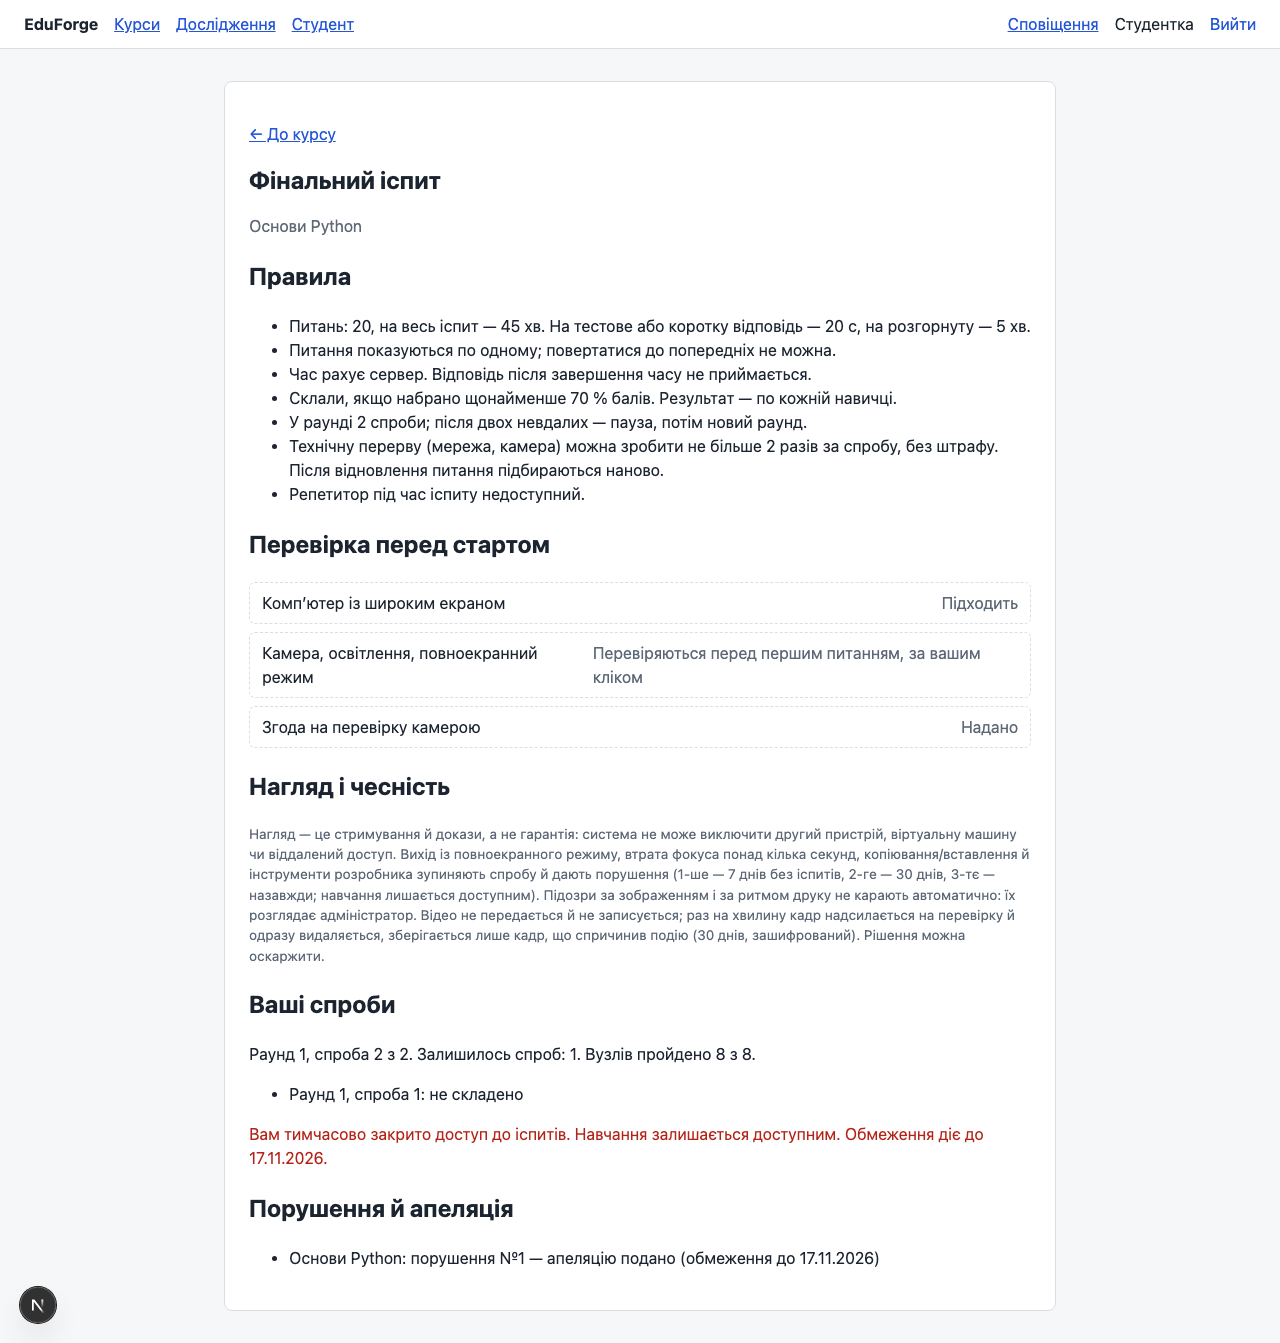 EduForge Курси Дослідження Студент Сповіщення Студентка Вийти
← До курсу
Фінальний іспит
Основи Python
Правила
• Питань: 20, на весь іспит — 45 хв. На тестове або коротку відповідь — 20 с, на розгорнуту — 5 хв.
• Питання показуються по одному; повертатися до попередніх не можна.
• Час рахує сервер. Відповідь після завершення часу не приймається.
• Склали, якщо набрано щонайменше 70 % балів. Результат — по кожній навичці.
• У раунді 2 спроби; після двох невдалих — пауза, потім новий раунд.
• Технічну перерву (мережа, камера) можна зробити не більше 2 разів за спробу, без штрафу.
Після відновлення питання підбираються наново.
• Репетитор під час іспиту недоступний.
Перевірка перед стартом
Комп’ютер із широким екраном Підходить
Камера, освітлення, повноекранний Перевіряються перед першим питанням, за вашим
режим кліком
Згода на перевірку камерою Надано
Нагляд і чесність
Нагляд — це стримування й докази, а не гарантія: система не може виключити другий пристрій, віртуальну машину
чи віддалений доступ. Вихід із повноекранного режиму, втрата фокуса понад кілька секунд, копіювання/вставлення й
інструменти розробника зупиняють спробу й дають порушення (1-ше — 7 днів без іспитів, 2-ге — 30 днів, 3-тє —
назавжди; навчання лишається доступним). Підозри за зображенням і за ритмом друку не карають автоматично: їх
розглядає адміністратор. Відео не передається й не записується; раз на хвилину кадр надсилається на перевірку й
одразу видаляється, зберігається лише кадр, що спричинив подію (30 днів, зашифрований). Рішення можна
оскаржити.
Ваші спроби
Раунд 1, спроба 2 з 2. Залишилось спроб: 1. Вузлів пройдено 8 з 8.
• Раунд 1, спроба 1: не складено
Вам тимчасово закрито доступ до іспитів. Навчання залишається доступним. Обмеження діє до
17.11.2026.
Порушення й апеляція
• Основи Python: порушення №1 — апеляцію подано (обмеження до 17.11.2026)
N